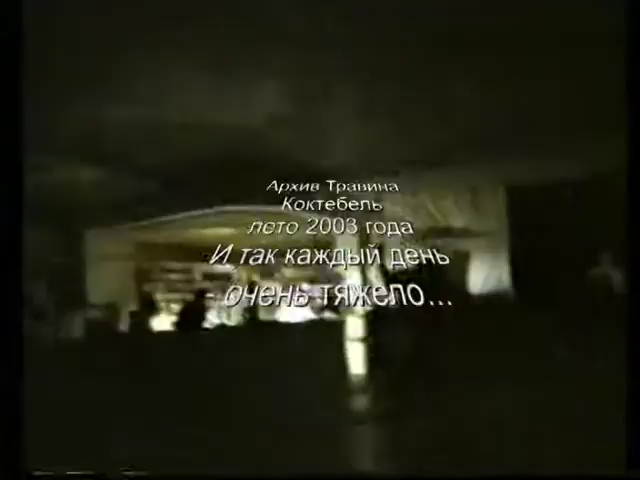 Архив Травина
Коктебель
лето 2003 года
И так каждый день
очень тяжело...